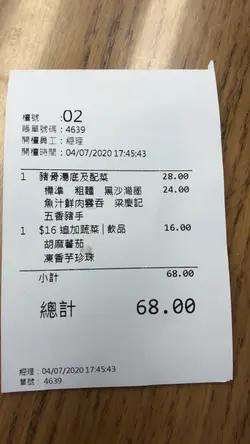 檯號 :02
賬單號碼：4639
開檯員工：經理
開檯時間：04/07/2020 17:45:43
1 豬骨湯底及配菜 28.00
標準 粗麵 黑沙灣墨 24.00
魚汁鮮肉雲吞 梁慶記
五香豬手
1 $16 追加蔬菜│飲品 16.00
胡麻蕃茄
凍香芋珍珠
小計 68.00
總計 68.00
經理：04/07/2020 17:45:43
單號：4639